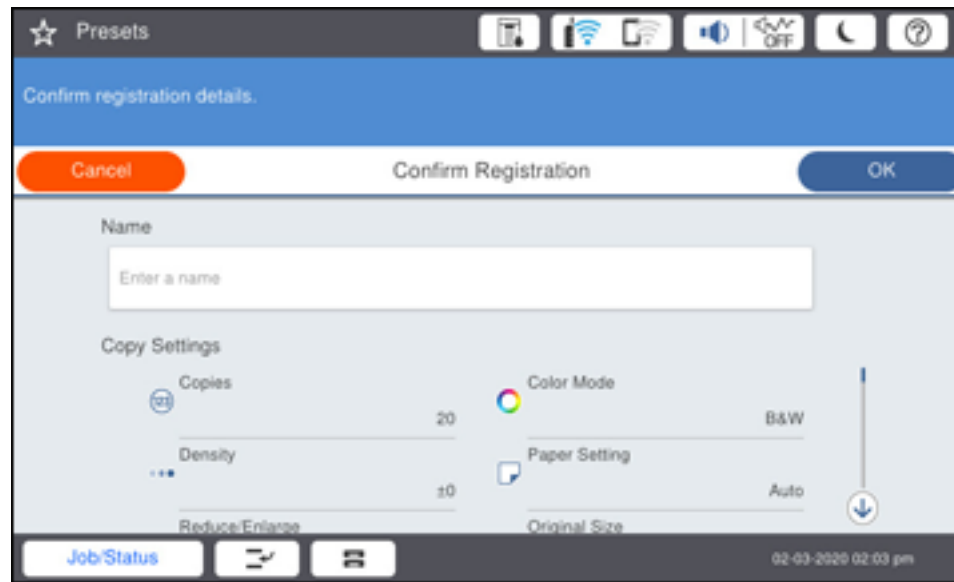 Presets
OFF
Confirm registration details.
Cancel
Confirm Registration
OK
Name
Enter a name
Copy Settings
123
Copies
20
Color Mode
B&W
Density
±0
Paper Setting
Auto
Reduce/Enlarge
Original Size
Job/Status
02-03-2020 02:03 pm